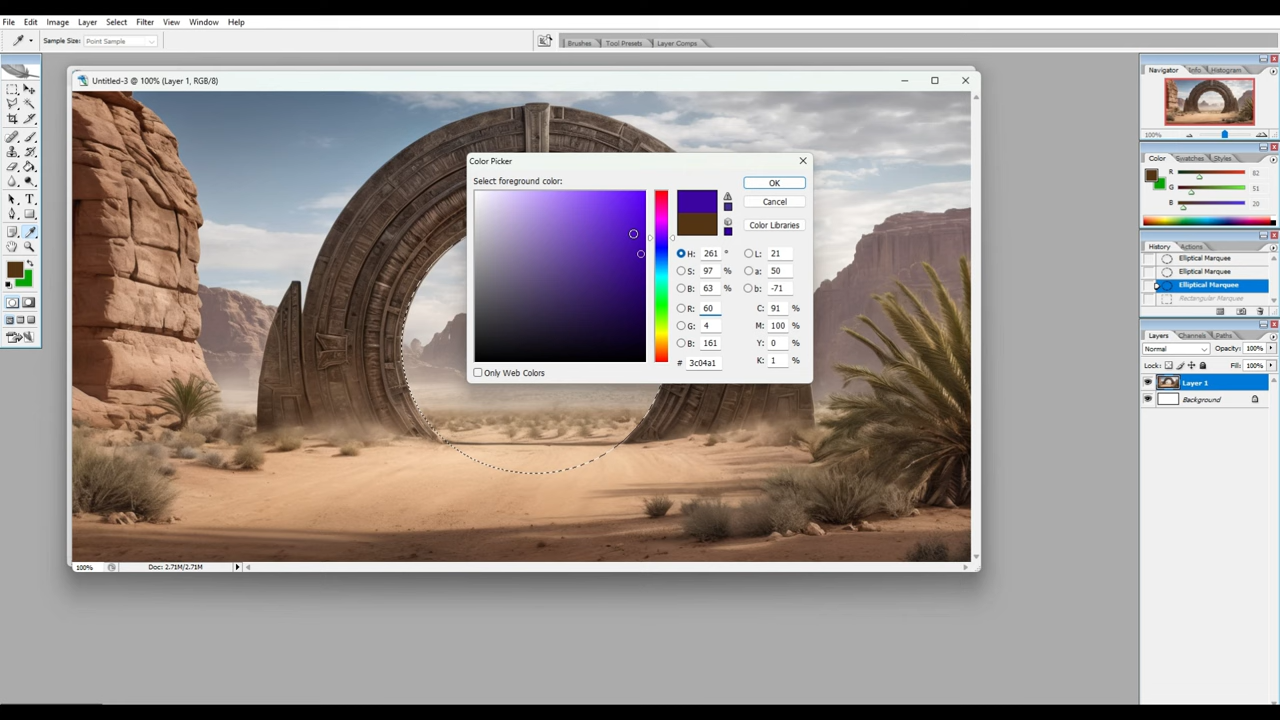 File Edit Image Layer Select Filter View Window Help
Sample Size: Point Sample
Brushes Tool Presets Layer Comps
Untitled-3 @ 100% (Layer 1, RGB/8)
Navigator Info Histogram
100%
Color Swatches Styles
R 82
G 51
B 20
History Actions
Elliptical Marquee
Elliptical Marquee
Elliptical Marquee
Rectangular Marquee
Layers Channels Paths
Normal Opacity: 100%
Lock: Fill: 100%
Layer 1
Background
Color Picker
Select foreground color:
OK
Cancel
Color Libraries
H: 261 °
S: 97 %
B: 63 %
R: 60
G: 4
B: 161
# 3c04a1
L: 21
a: 50
b: -71
C: 91 %
M: 100 %
Y: 0 %
K: 1 %
Only Web Colors
T
100% Doc: 2.71M/2.71M